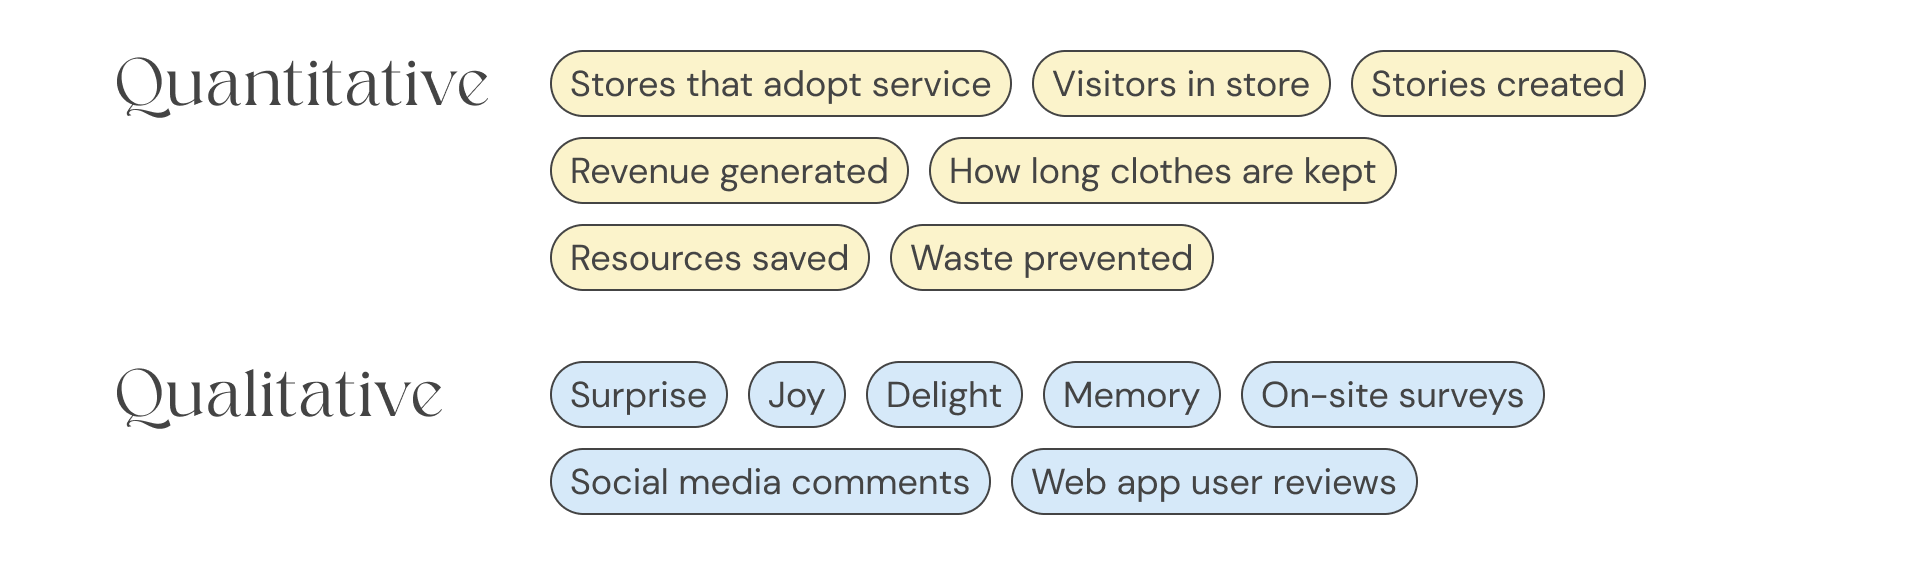 Quantitative
Stores that adopt service Visitors in store Stories created
Revenue generated How long clothes are kept
Resources saved Waste prevented
Qualitative
Surprise Joy Delight Memory On-site surveys
Social media comments Web app user reviews